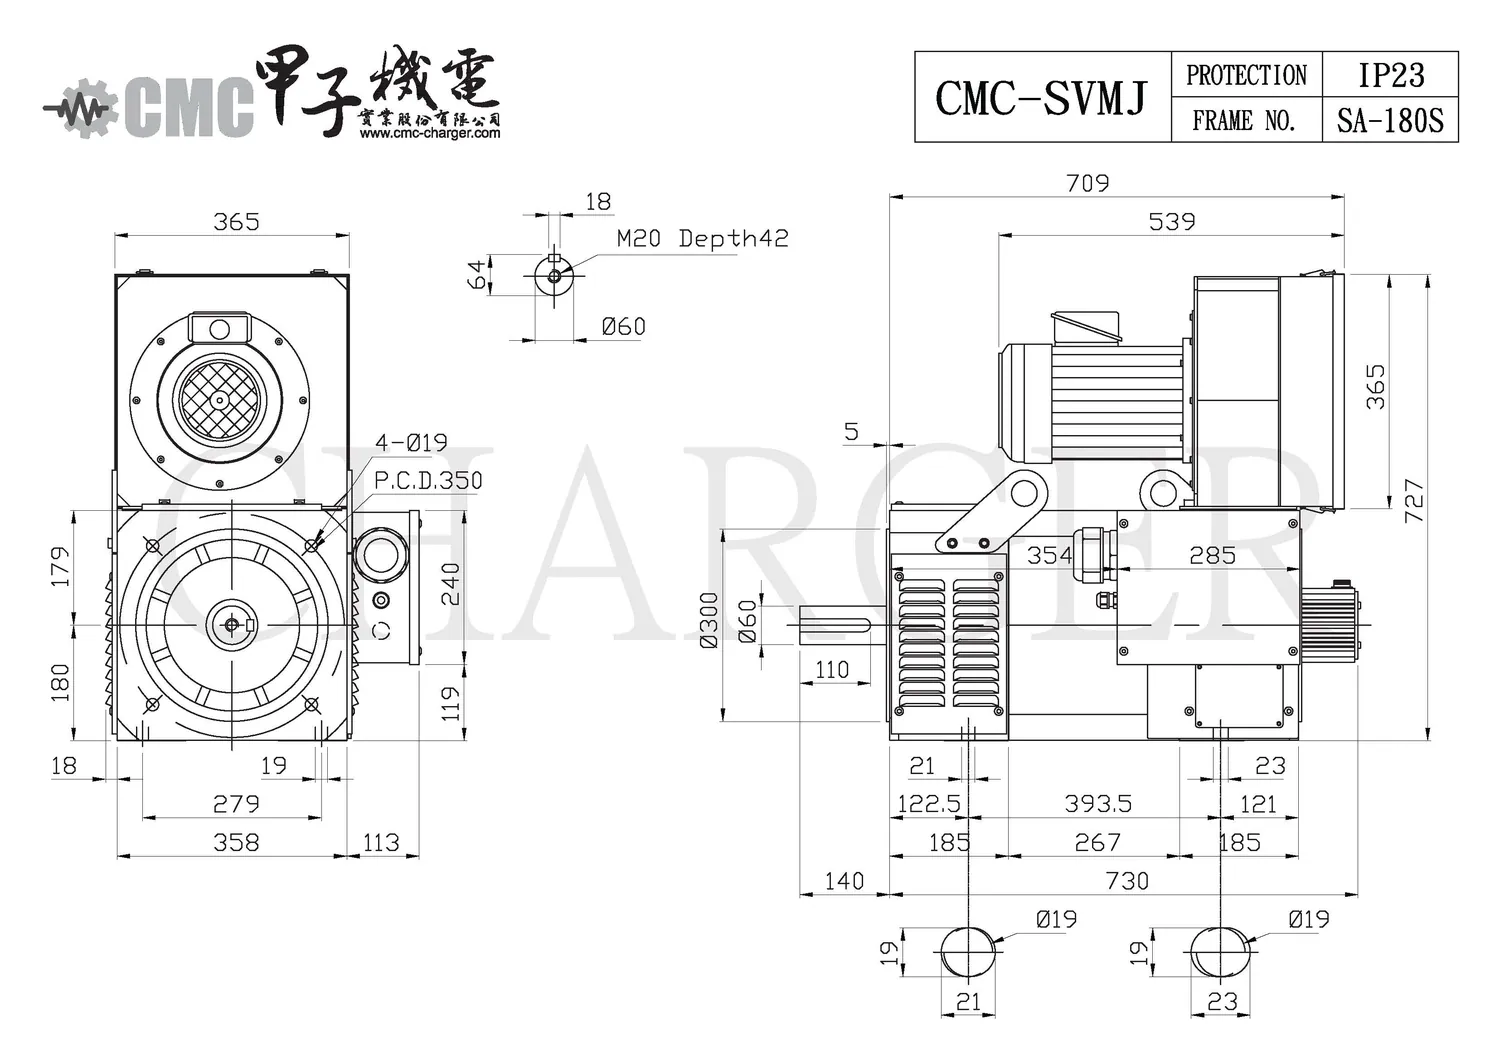 CMC 甲子機電
實業股份有限公司
www.cmc-charger.com
CMC-SVMJ
PROTECTION
IP23
FRAME NO.
SA-180S
365
18
M20 Depth42
64
Ø60
709
539
365
727
5
4-Ø19
P.C.D.350
CHARGER
179
180
240
119
354
285
Ø300
Ø60
110
18
19
279
358
113
21
23
122.5
393.5
121
185
267
185
140
730
Ø19
19
21
Ø19
19
23